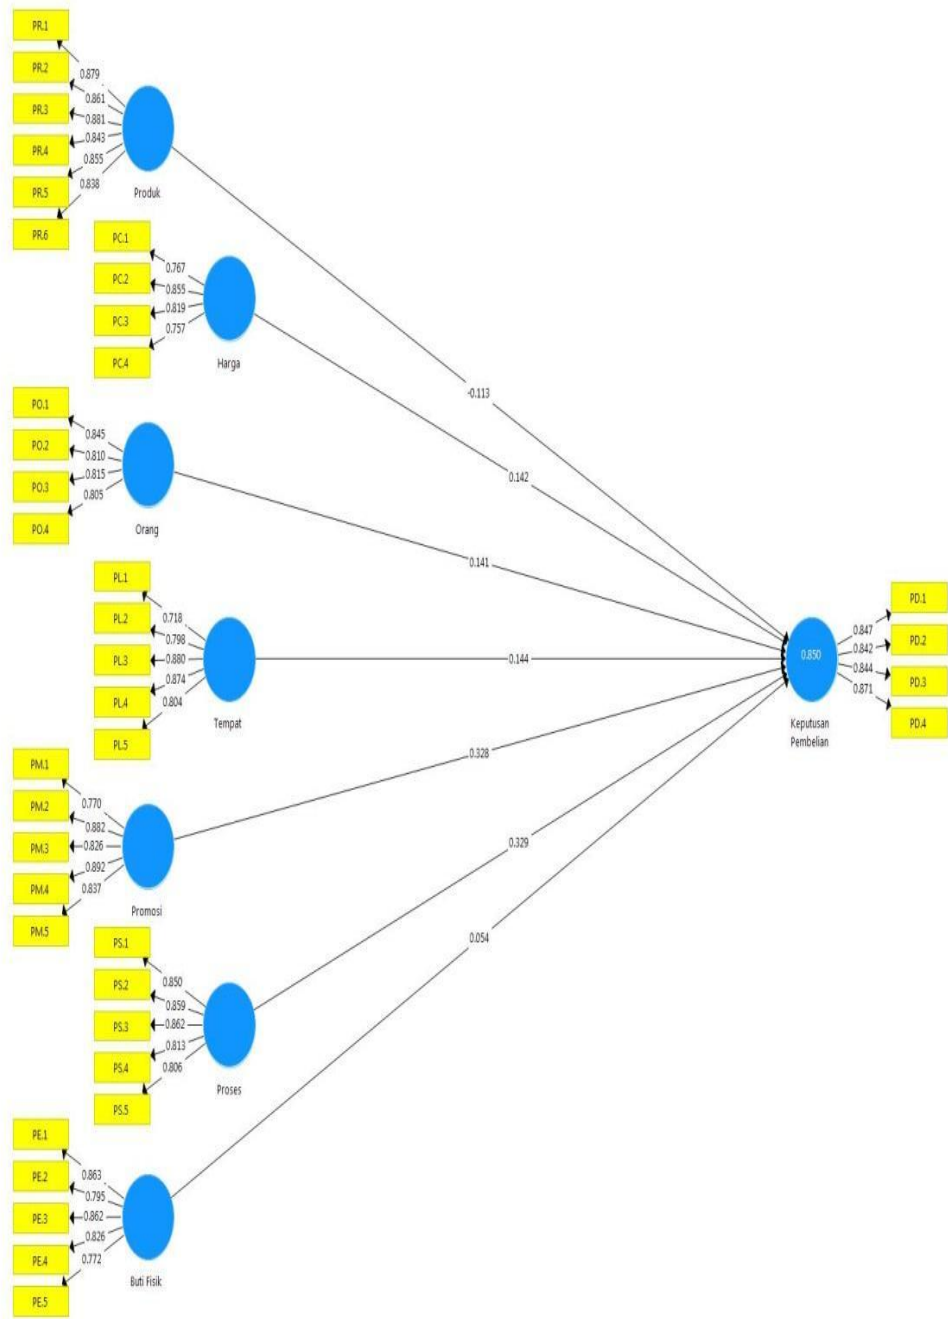 PR.1
PR.2
PR.3
PR.4
PR.5
PR.6
0.879
0.861
0.881
0.843
0.855
0.838
Produk
PC.1
PC.2
PC.3
PC.4
0.767
0.855
0.819
0.757
Harga
-0.113
0.142
PO.1
PO.2
PO.3
PO.4
0.845
0.810
0.815
0.805
Orang
0.141
PL.1
PL.2
PL.3
PL.4
PL.5
0.718
0.798
0.880
0.874
0.804
Tempat
0.144
0.850
Keputusan
Pembelian
0.847
0.842
0.844
0.871
PD.1
PD.2
PD.3
PD.4
PM.1
PM.2
PM.3
PM.4
PM.5
0.770
0.882
0.826
0.892
0.837
Promosi
0.328
PS.1
PS.2
PS.3
PS.4
PS.5
0.850
0.859
0.862
0.813
0.806
Proses
0.329
0.054
PE.1
PE.2
PE.3
PE.4
PE.5
0.863
0.795
0.862
0.826
0.772
Buti Fisik